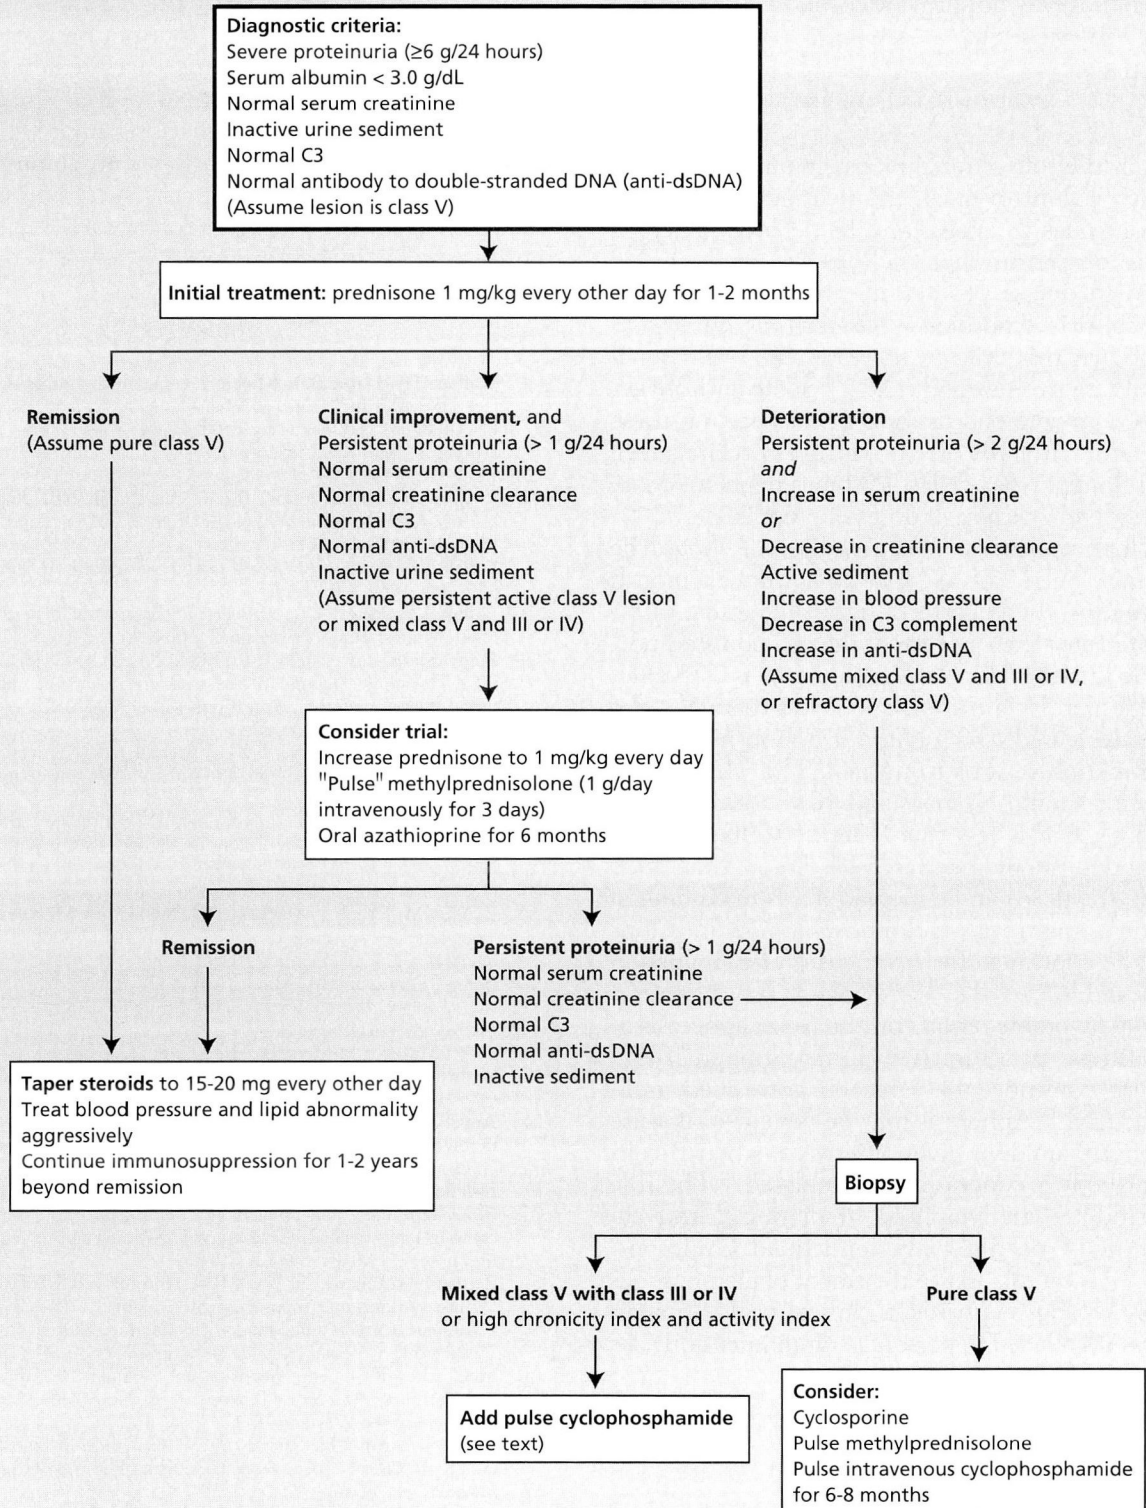 Diagnostic criteria:
Severe proteinuria (≥6 g/24 hours)
Serum albumin < 3.0 g/dL
Normal serum creatinine
Inactive urine sediment
Normal C3
Normal antibody to double-stranded DNA (anti-dsDNA)
(Assume lesion is class V)
Initial treatment: prednisone 1 mg/kg every other day for 1-2 months
Remission
(Assume pure class V)
Clinical improvement, and
Persistent proteinuria (> 1 g/24 hours)
Normal serum creatinine
Normal creatinine clearance
Normal C3
Normal anti-dsDNA
Inactive urine sediment
(Assume persistent active class V lesion
or mixed class V and III or IV)
Deterioration
Persistent proteinuria (> 2 g/24 hours)
and
Increase in serum creatinine
or
Decrease in creatinine clearance
Active sediment
Increase in blood pressure
Decrease in C3 complement
Increase in anti-dsDNA
(Assume mixed class V and III or IV,
or refractory class V)
Consider trial:
Increase prednisone to 1 mg/kg every day
"Pulse" methylprednisolone (1 g/day
intravenously for 3 days)
Oral azathioprine for 6 months
Remission
Persistent proteinuria (> 1 g/24 hours)
Normal serum creatinine
Normal creatinine clearance
Normal C3
Normal anti-dsDNA
Inactive sediment
Taper steroids to 15-20 mg every other day
Treat blood pressure and lipid abnormality
aggressively
Continue immunosuppression for 1-2 years
beyond remission
Biopsy
Mixed class V with class III or IV
or high chronicity index and activity index
Pure class V
Add pulse cyclophosphamide
(see text)
Consider:
Cyclosporine
Pulse methylprednisolone
Pulse intravenous cyclophosphamide
for 6-8 months